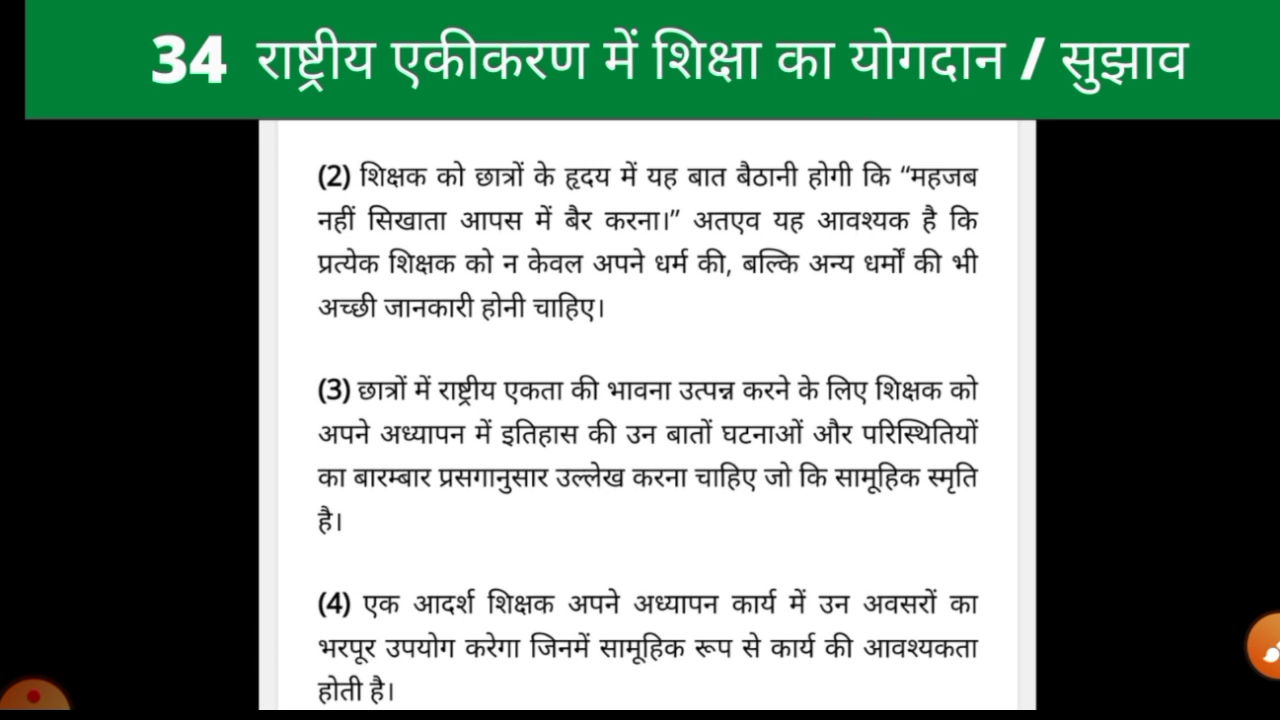 34 राष्ट्रीय एकीकरण में शिक्षा का योगदान / सुझाव
(2) शिक्षक को छात्रों के हृदय में यह बात बैठानी होगी कि “महजब
नहीं सिखाता आपस में बैर करना।” अतएव यह आवश्यक है कि
प्रत्येक शिक्षक को न केवल अपने धर्म की, बल्कि अन्य धर्मों की भी
अच्छी जानकारी होनी चाहिए।
(3) छात्रों में राष्ट्रीय एकता की भावना उत्पन्न करने के लिए शिक्षक को
अपने अध्यापन में इतिहास की उन बातों घटनाओं और परिस्थितियों
का बारम्बार प्रसगानुसार उल्लेख करना चाहिए जो कि सामूहिक स्मृति
है।
(4) एक आदर्श शिक्षक अपने अध्यापन कार्य में उन अवसरों का
भरपूर उपयोग करेगा जिनमें सामूहिक रूप से कार्य की आवश्यकता
होती है।